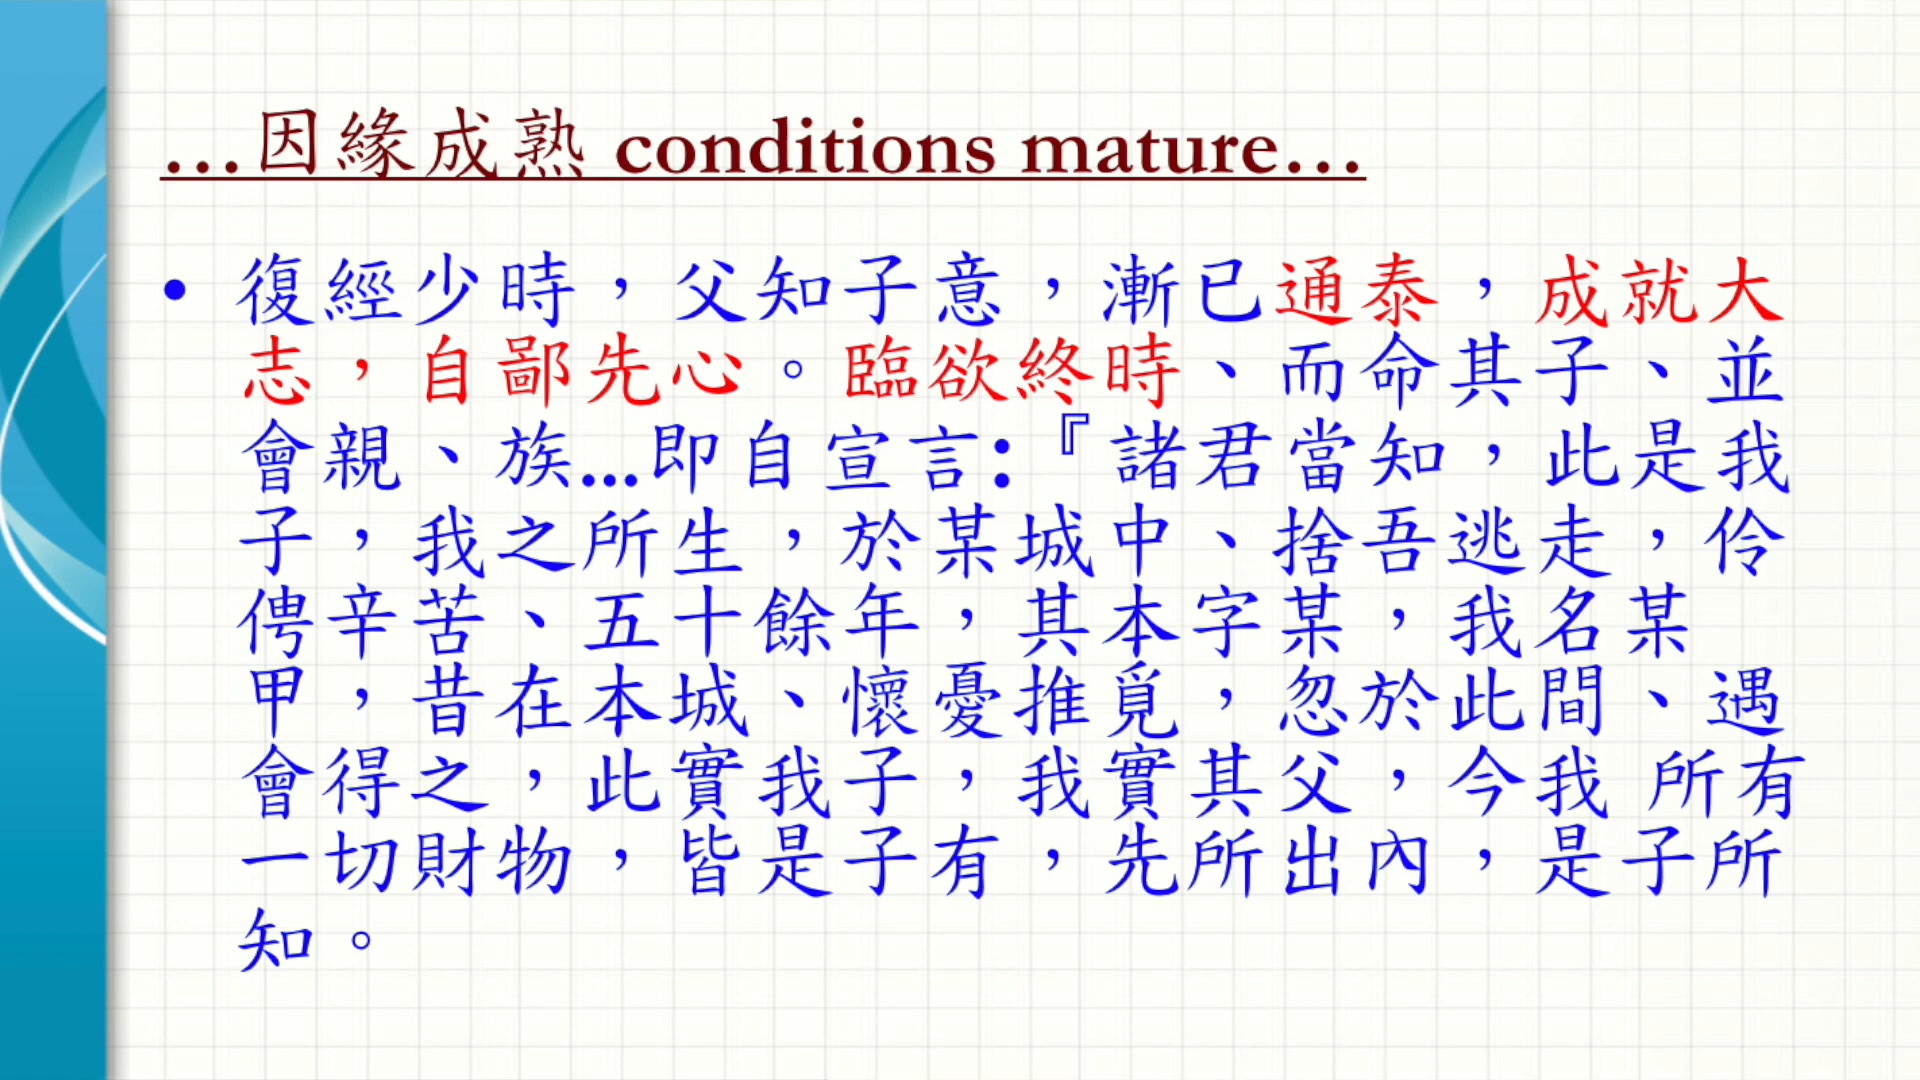 …因緣成熟 conditions mature…
• 復經少時，父知子意，漸已通泰，成就大
志，自鄙先心。臨欲終時、而命其子、並
會親、族...即自宣言:『諸君當知，此是我
子，我之所生，於某城中、捨吾逃走，伶
俜辛苦、五十餘年，其本字某，我名某
甲，昔在本城、懷憂推覓，忽於此間、遇
會得之，此實我子，我實其父，今我 所有
一切財物，皆是子有，先所出內，是子所
知。